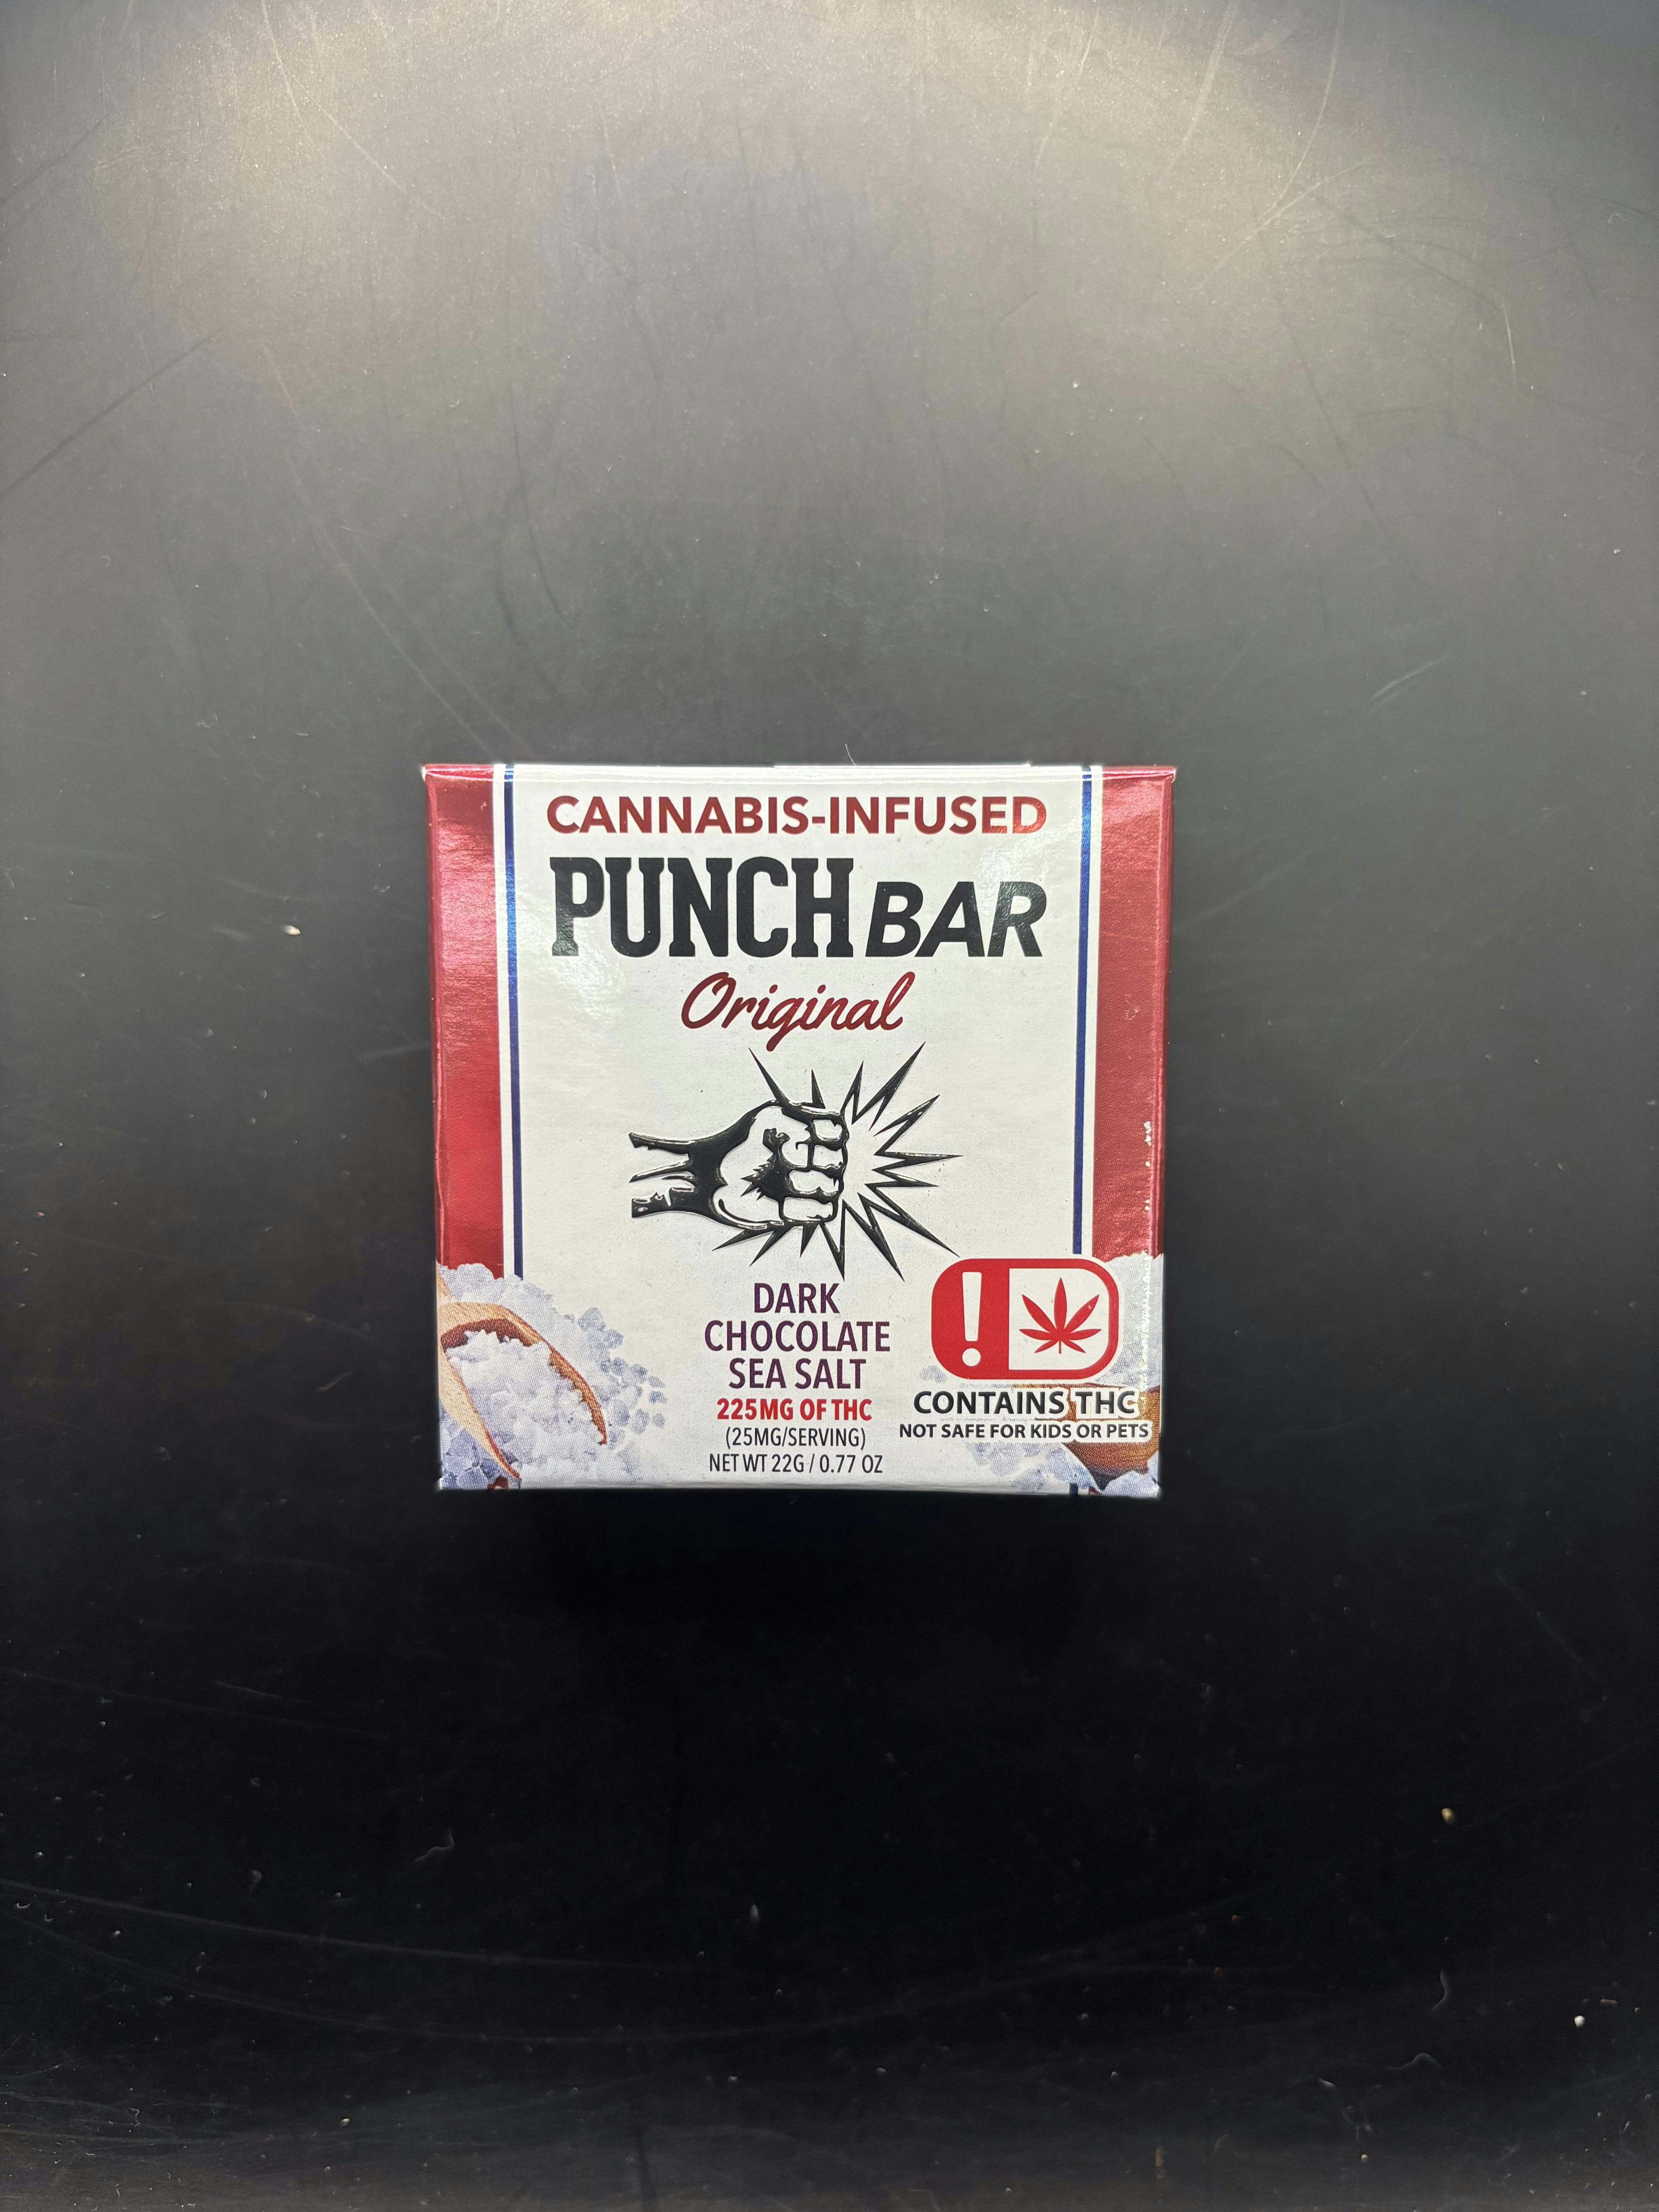 CANNABIS-INFUSED
PUNCH BAR
Original
DARK
CHOCOLATE
SEA SALT
225MG OF THC
(25MG/SERVING)
NET WT 22G / 0.77 OZ
!
CONTAINS THC
NOT SAFE FOR KIDS OR PETS